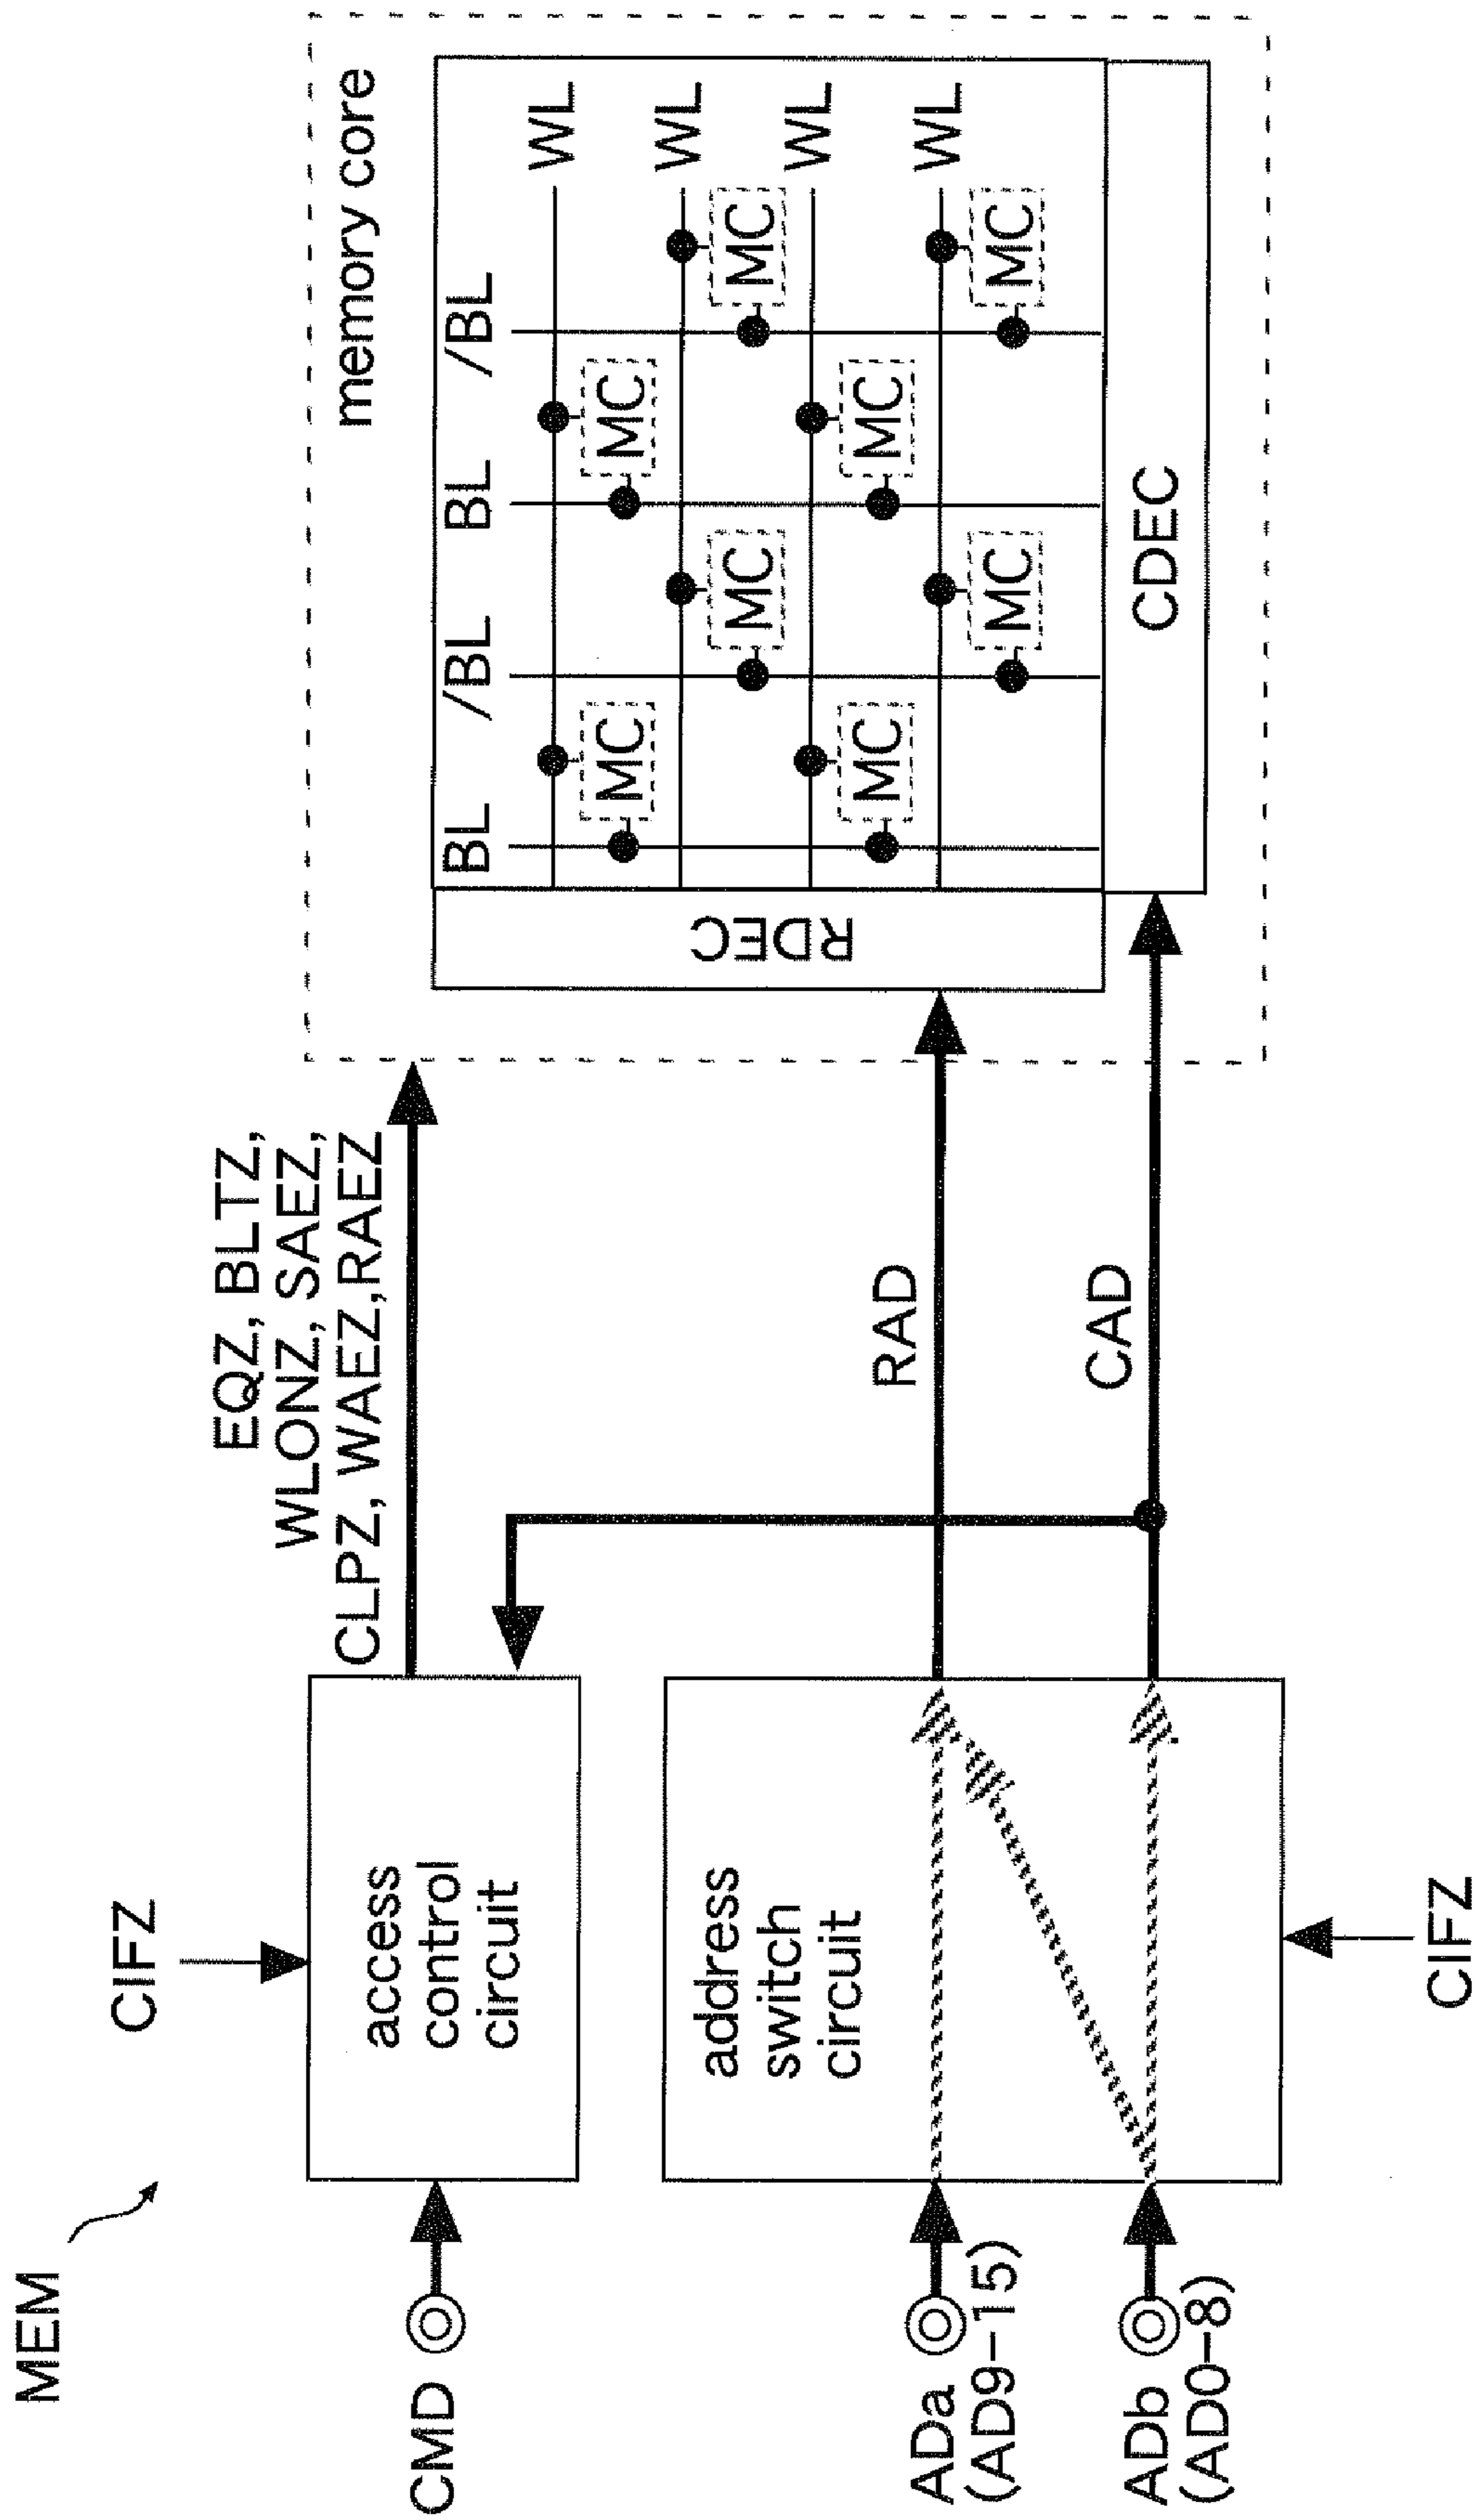 MEM
CIFZ
CMD
access
control
circuit
EQZ, BLTZ,
WLONZ, SAEZ,
CLPZ, WAEZ,RAEZ
memory core
BL
/BL
BL
/BL
WL
MC
MC
WL
MC
MC
WL
MC
MC
WL
MC
MC
RDEC
CDEC
address
switch
circuit
RAD
CAD
ADa
(AD9-15)
ADb
(AD0-8)
CIFZ